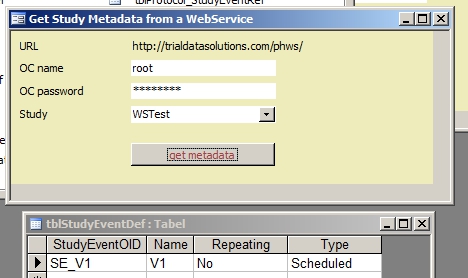 tblProtocol_StudyEventRef
Get Study Metadata from a WebService
URL http://trialdatasolutions.com/phws/
OC name root
OC password ********
Study WSTest
get metadata
tblStudyEventDef : Tabel
StudyEventOID Name Repeating Type
SE_V1 V1 No Scheduled